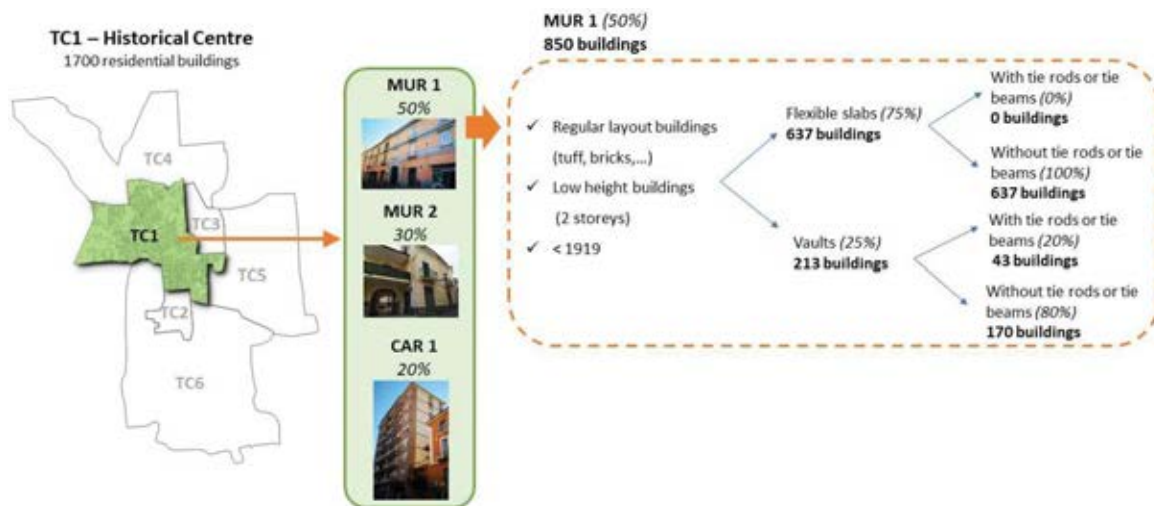 TC1 – Historical Centre
1700 residential buildings
TC4
TC1
TC3
TC5
TC2
TC6
MUR 1
50%
MUR 2
30%
CAR 1
20%
MUR 1 (50%)
850 buildings
✓ Regular layout buildings
(tuff, bricks,...)
✓ Low height buildings
(2 storeys)
✓ < 1919
Flexible slabs (75%)
637 buildings
Vaults (25%)
213 buildings
With tie rods or tie
beams (0%)
0 buildings
Without tie rods or tie
beams (100%)
637 buildings
With tie rods or tie
beams (20%)
43 buildings
Without tie rods or tie
beams (80%)
170 buildings